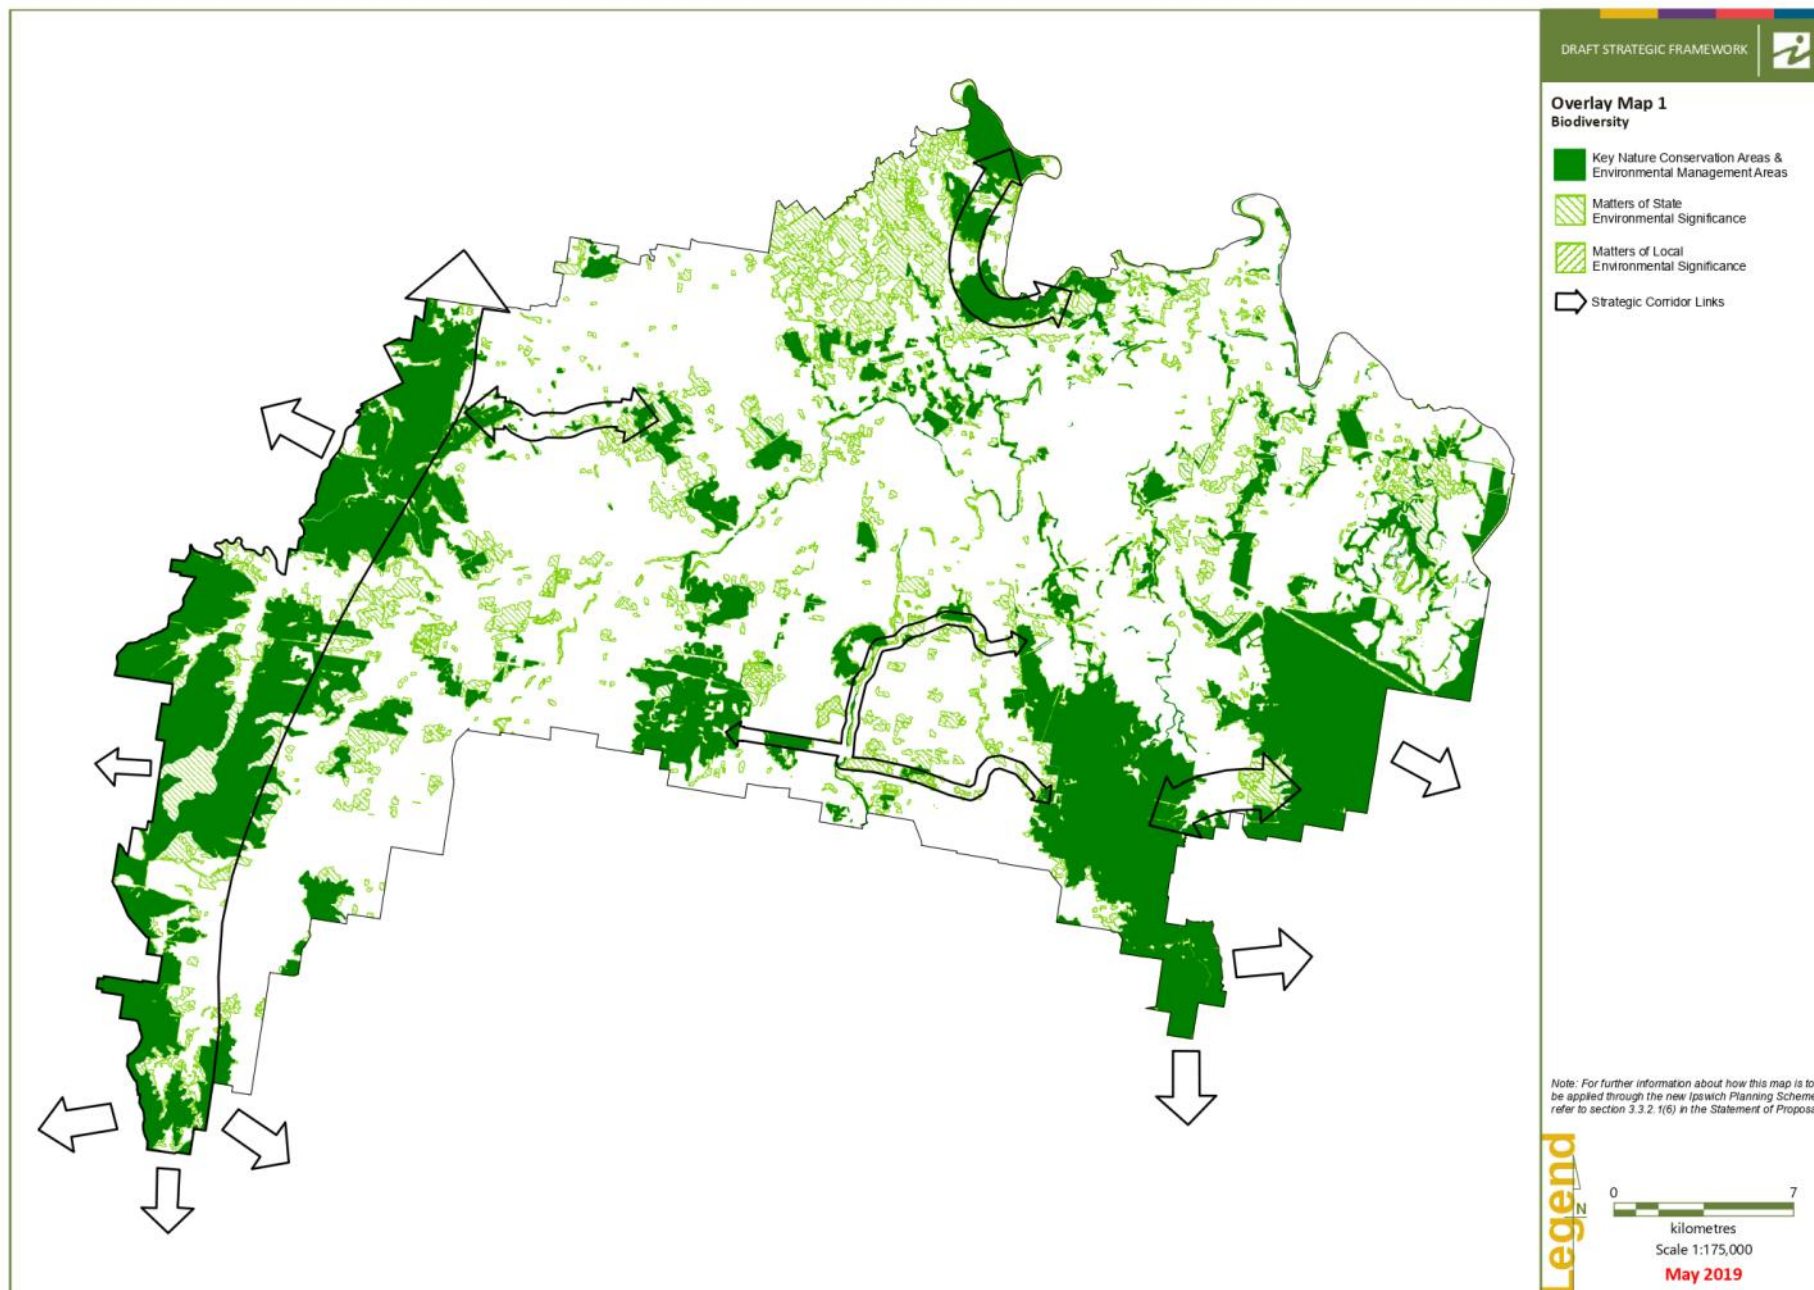 DRAFT STRATEGIC FRAMEWORK
Overlay Map 1
Biodiversity
Key Nature Conservation Areas &
Environmental Management Areas
Matters of State
Environmental Significance
Matters of Local
Environmental Significance
Strategic Corridor Links
Note: For further information about how this map is to
be applied through the new Ipswich Planning Scheme
refer to section 3.3.2.1(6) in the Statement of Proposa
Legend
N
0 7
kilometres
Scale 1:175,000
May 2019